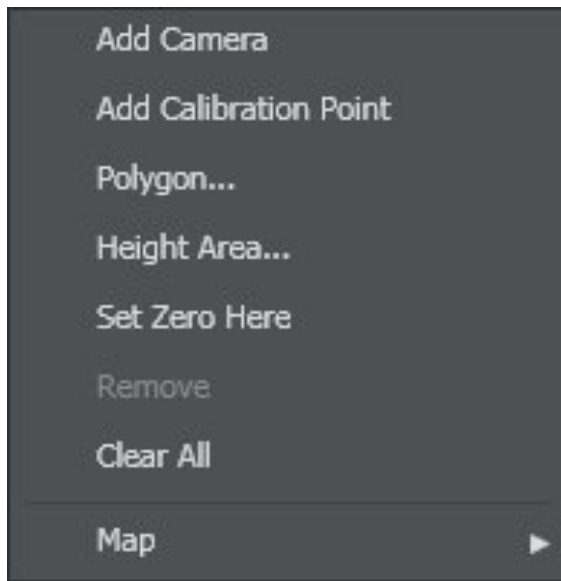 Add Camera
Add Calibration Point
Polygon...
Height Area...
Set Zero Here
Remove
Clear All
Map